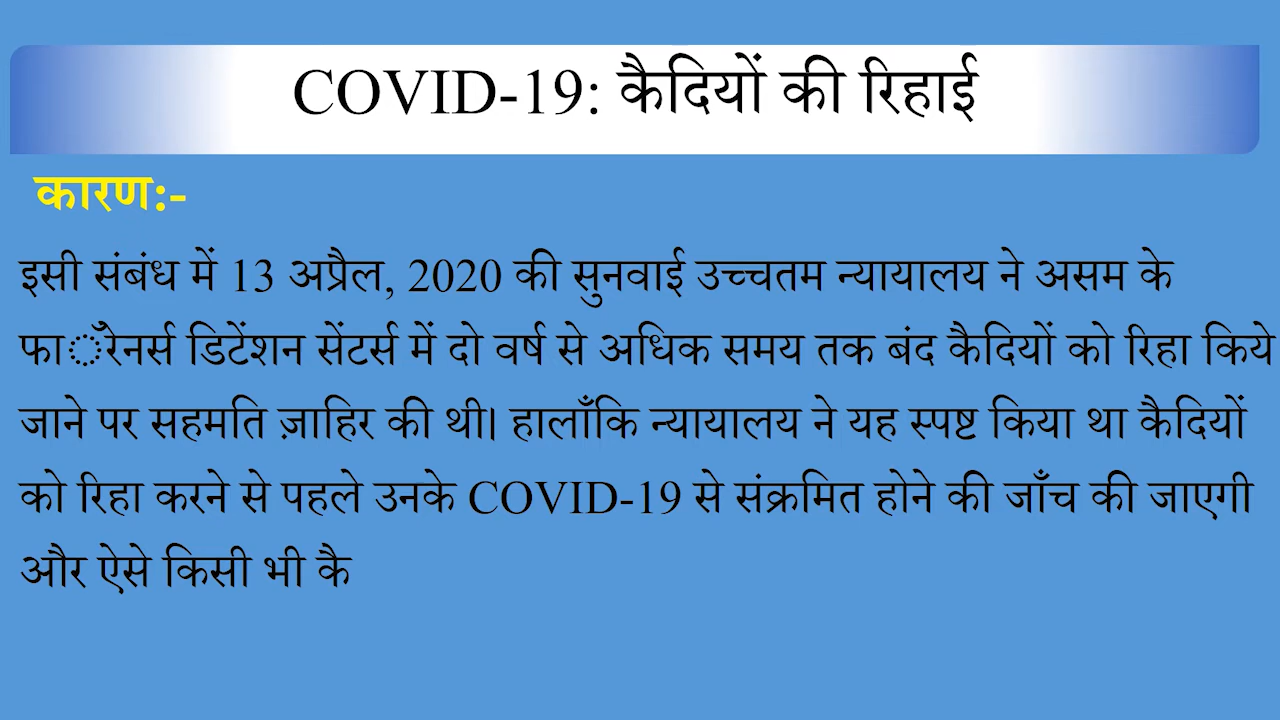 COVID-19: कैदियों की रिहाई
कारण:-
इसी संबंध में 13 अप्रैल, 2020 की सुनवाई उच्चतम न्यायालय ने असम के
फाॅरेनर्स डिटेंशन सेंटर्स में दो वर्ष से अधिक समय तक बंद कैदियों को रिहा किये
जाने पर सहमति ज़ाहिर की थी। हालाँकि न्यायालय ने यह स्पष्ट किया था कैदियों
को रिहा करने से पहले उनके COVID-19 से संक्रमित होने की जाँच की जाएगी
और ऐसे किसी भी कै